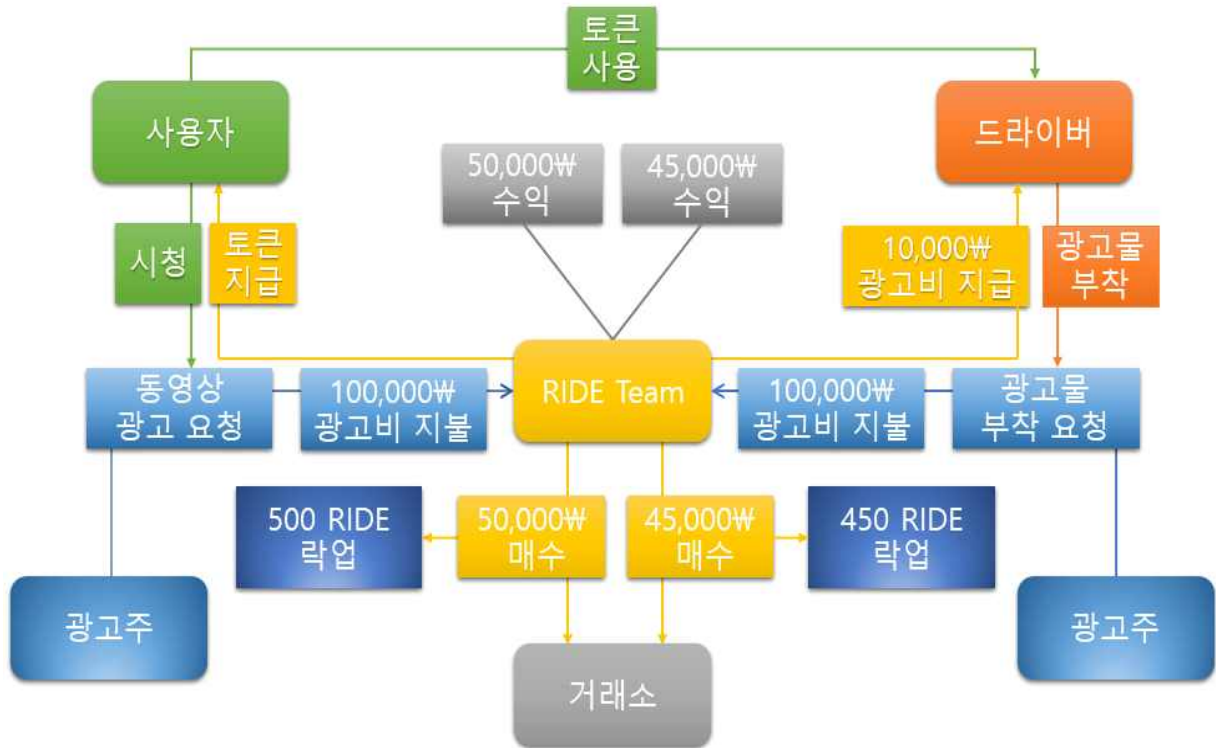 토큰
사용
사용자
드라이버
50,000₩
수익
45,000₩
수익
시청
토큰
지급
10,000₩
광고비 지급
광고물
부착
동영상
광고 요청
100,000₩
광고비 지불
RIDE Team
100,000₩
광고비 지불
광고물
부착 요청
500 RIDE
락업
50,000₩
매수
45,000₩
매수
450 RIDE
락업
광고주
광고주
거래소